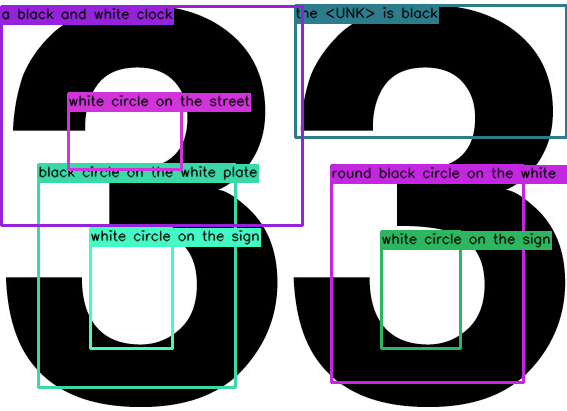 a black and white clock
the <UNK> is black
white circle on the street
black circle on the white plate
round black circle on the white
white circle on the sign
white circle on the sign
33